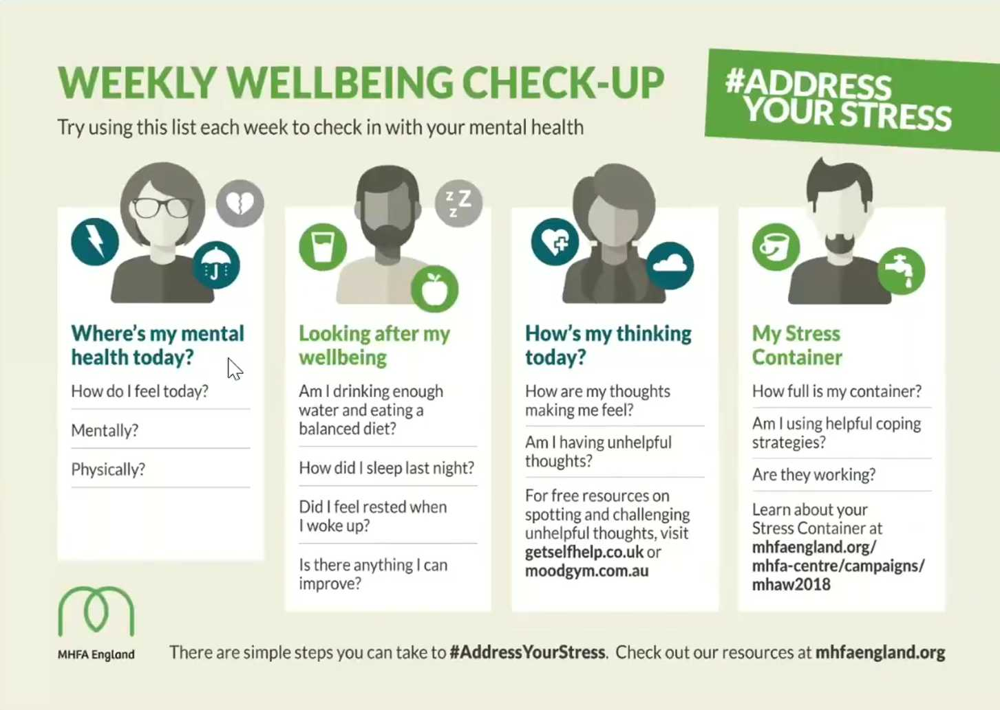 WEEKLY WELLBEING CHECK-UP
Try using this list each week to check in with your mental health
#ADDRESS
YOUR STRESS
z Z
z
Where's my mental
health today?
How do I feel today?
Mentally?
Physically?
Looking after my
wellbeing
Am I drinking enough
water and eating a
balanced diet?
How did I sleep last night?
Did I feel rested when
I woke up?
Is there anything I can
improve?
How's my thinking
today?
How are my thoughts
making me feel?
Am I having unhelpful
thoughts?
For free resources on
spotting and challenging
unhelpful thoughts, visit
getselfhelp.co.uk or
moodgym.com.au
My Stress
Container
How full is my container?
Am I using helpful coping
strategies?
Are they working?
Learn about your
Stress Container at
mhfaengland.org/
mhfa-centre/campaigns/
mhaw2018
MHFA England
There are simple steps you can take to #AddressYourStress. Check out our resources at mhfaengland.org